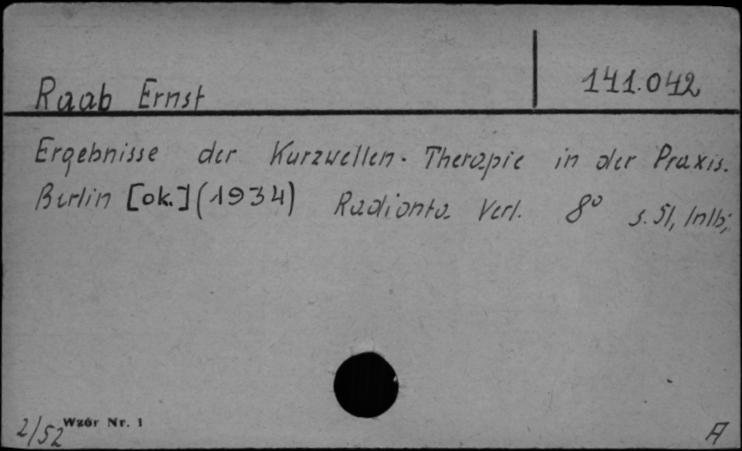 Raab Ernst 141.042
Ergebnisse der Kurzwellen-Therapie in der Praxis.
Berlin [ok.] (1934) Radionta Verl. 8° s. 51, 1nlb;
2/52 Wzór Nr. 1 A